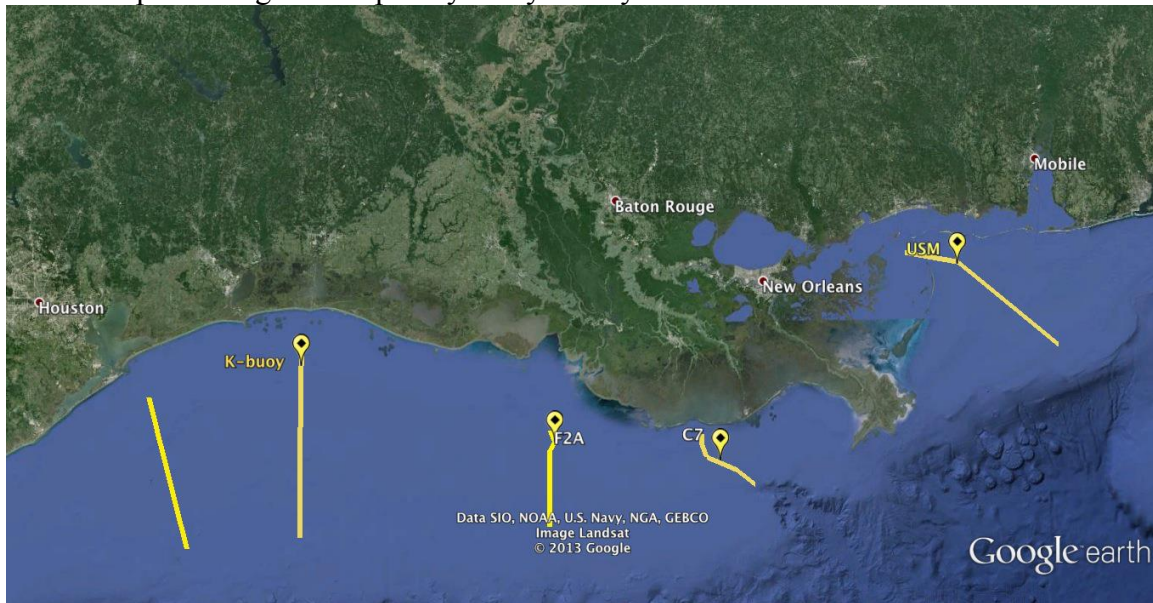 Mobile
Baton Rouge
USM
New Orleans
Houston
K-buoy
F2A
C7
Data SIO, NOAA, U.S. Navy, NGA, GEBCO
Image Landsat
© 2013 Google
Google earth